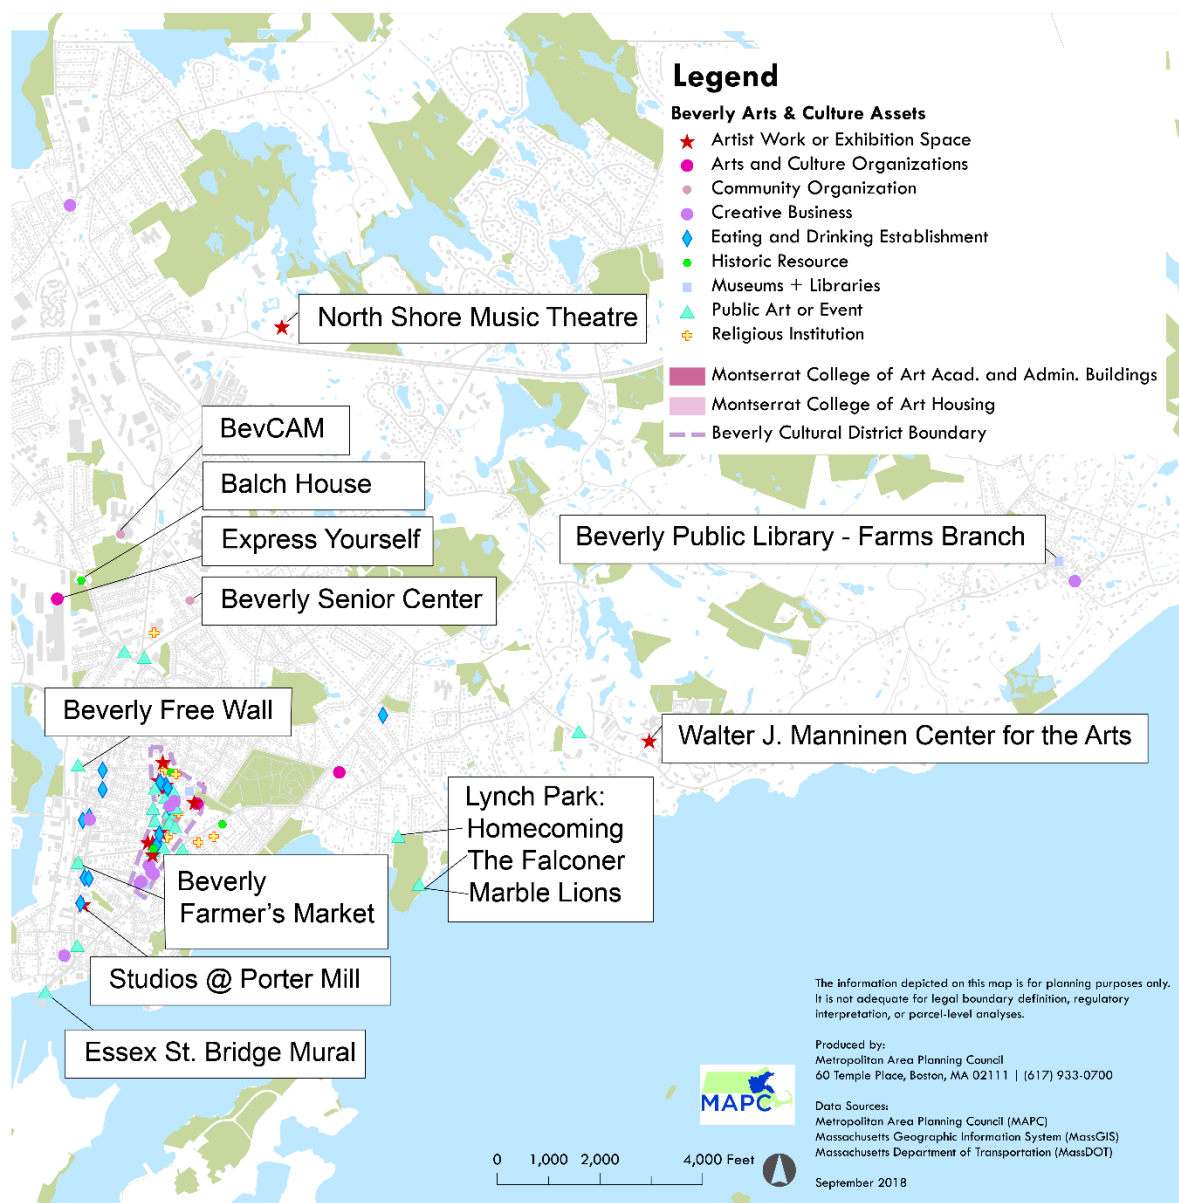 Legend
Beverly Arts & Culture Assets
Artist Work or Exhibition Space
Arts and Culture Organizations
Community Organization
Creative Business
Eating and Drinking Establishment
Historic Resource
Museums + Libraries
Public Art or Event
Religious Institution
Montserrat College of Art Acad. and Admin. Buildings
Montserrat College of Art Housing
Beverly Cultural District Boundary
North Shore Music Theatre
BevCAM
Balch House
Express Yourself
Beverly Senior Center
Beverly Public Library - Farms Branch
Beverly Free Wall
Walter J. Manninen Center for the Arts
Lynch Park:
Homecoming
The Falconer
Marble Lions
Beverly
Farmer's Market
Studios @ Porter Mill
Essex St. Bridge Mural
The information depicted on this map is for planning purposes only.
It is not adequate for legal boundary definition, regulatory
interpretation, or parcel-level analyses.
Produced by:
Metropolitan Area Planning Council
60 Temple Place, Boston, MA 02111 | (617) 933-0700
Data Sources:
Metropolitan Area Planning Council (MAPC)
Massachusetts Geographic Information System (MassGIS)
Massachusetts Department of Transportation (MassDOT)
September 2018
MAPC
0 1,000 2,000 4,000 Feet